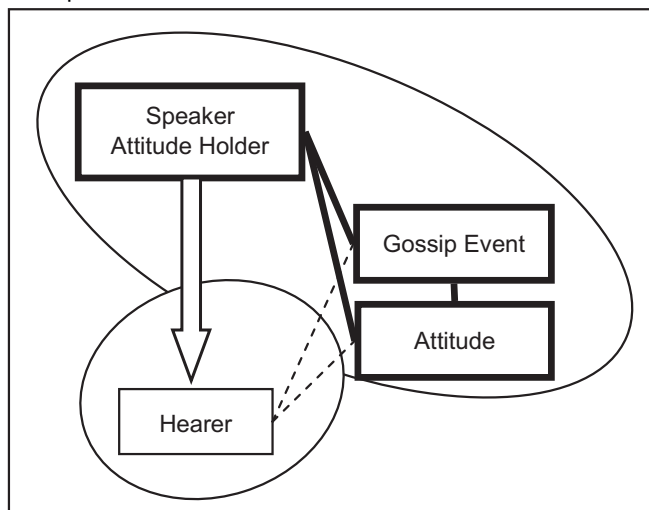 Speaker
Attitude Holder
Gossip Event
Attitude
Hearer